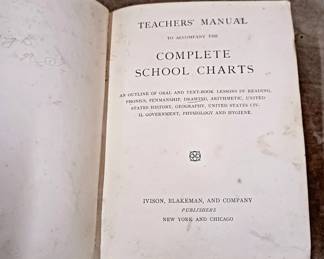 TEACHERS' MANUAL
TO ACCOMPANY THE
COMPLETE
SCHOOL CHARTS
AN OUTLINE OF ORAL AND TEXT-BOOK LESSONS IN READING,
PHONICS, PENMANSHIP, DRAWING, ARITHMETIC, UNITED
STATES HISTORY, GEOGRAPHY, UNITED STATES CIV-
IL GOVERNMENT, PHYSIOLOGY AND HYGIENE.
IVISON, BLAKEMAN, AND COMPANY
PUBLISHERS
NEW YORK AND CHICAGO